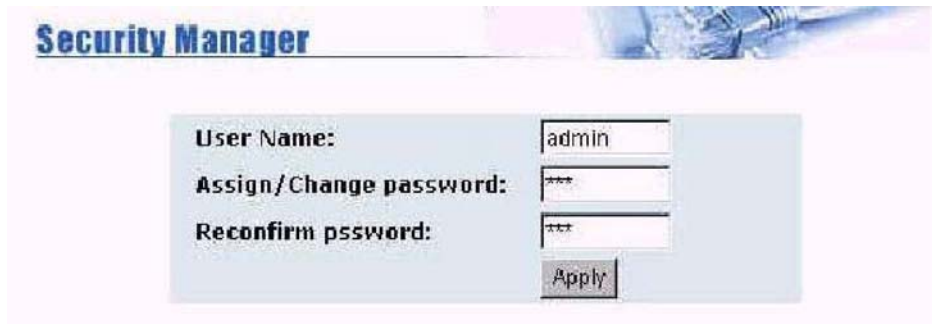 Security Manager
User Name: admin
Assign/Change password: ***
Reconfirm pssword: ***
Apply